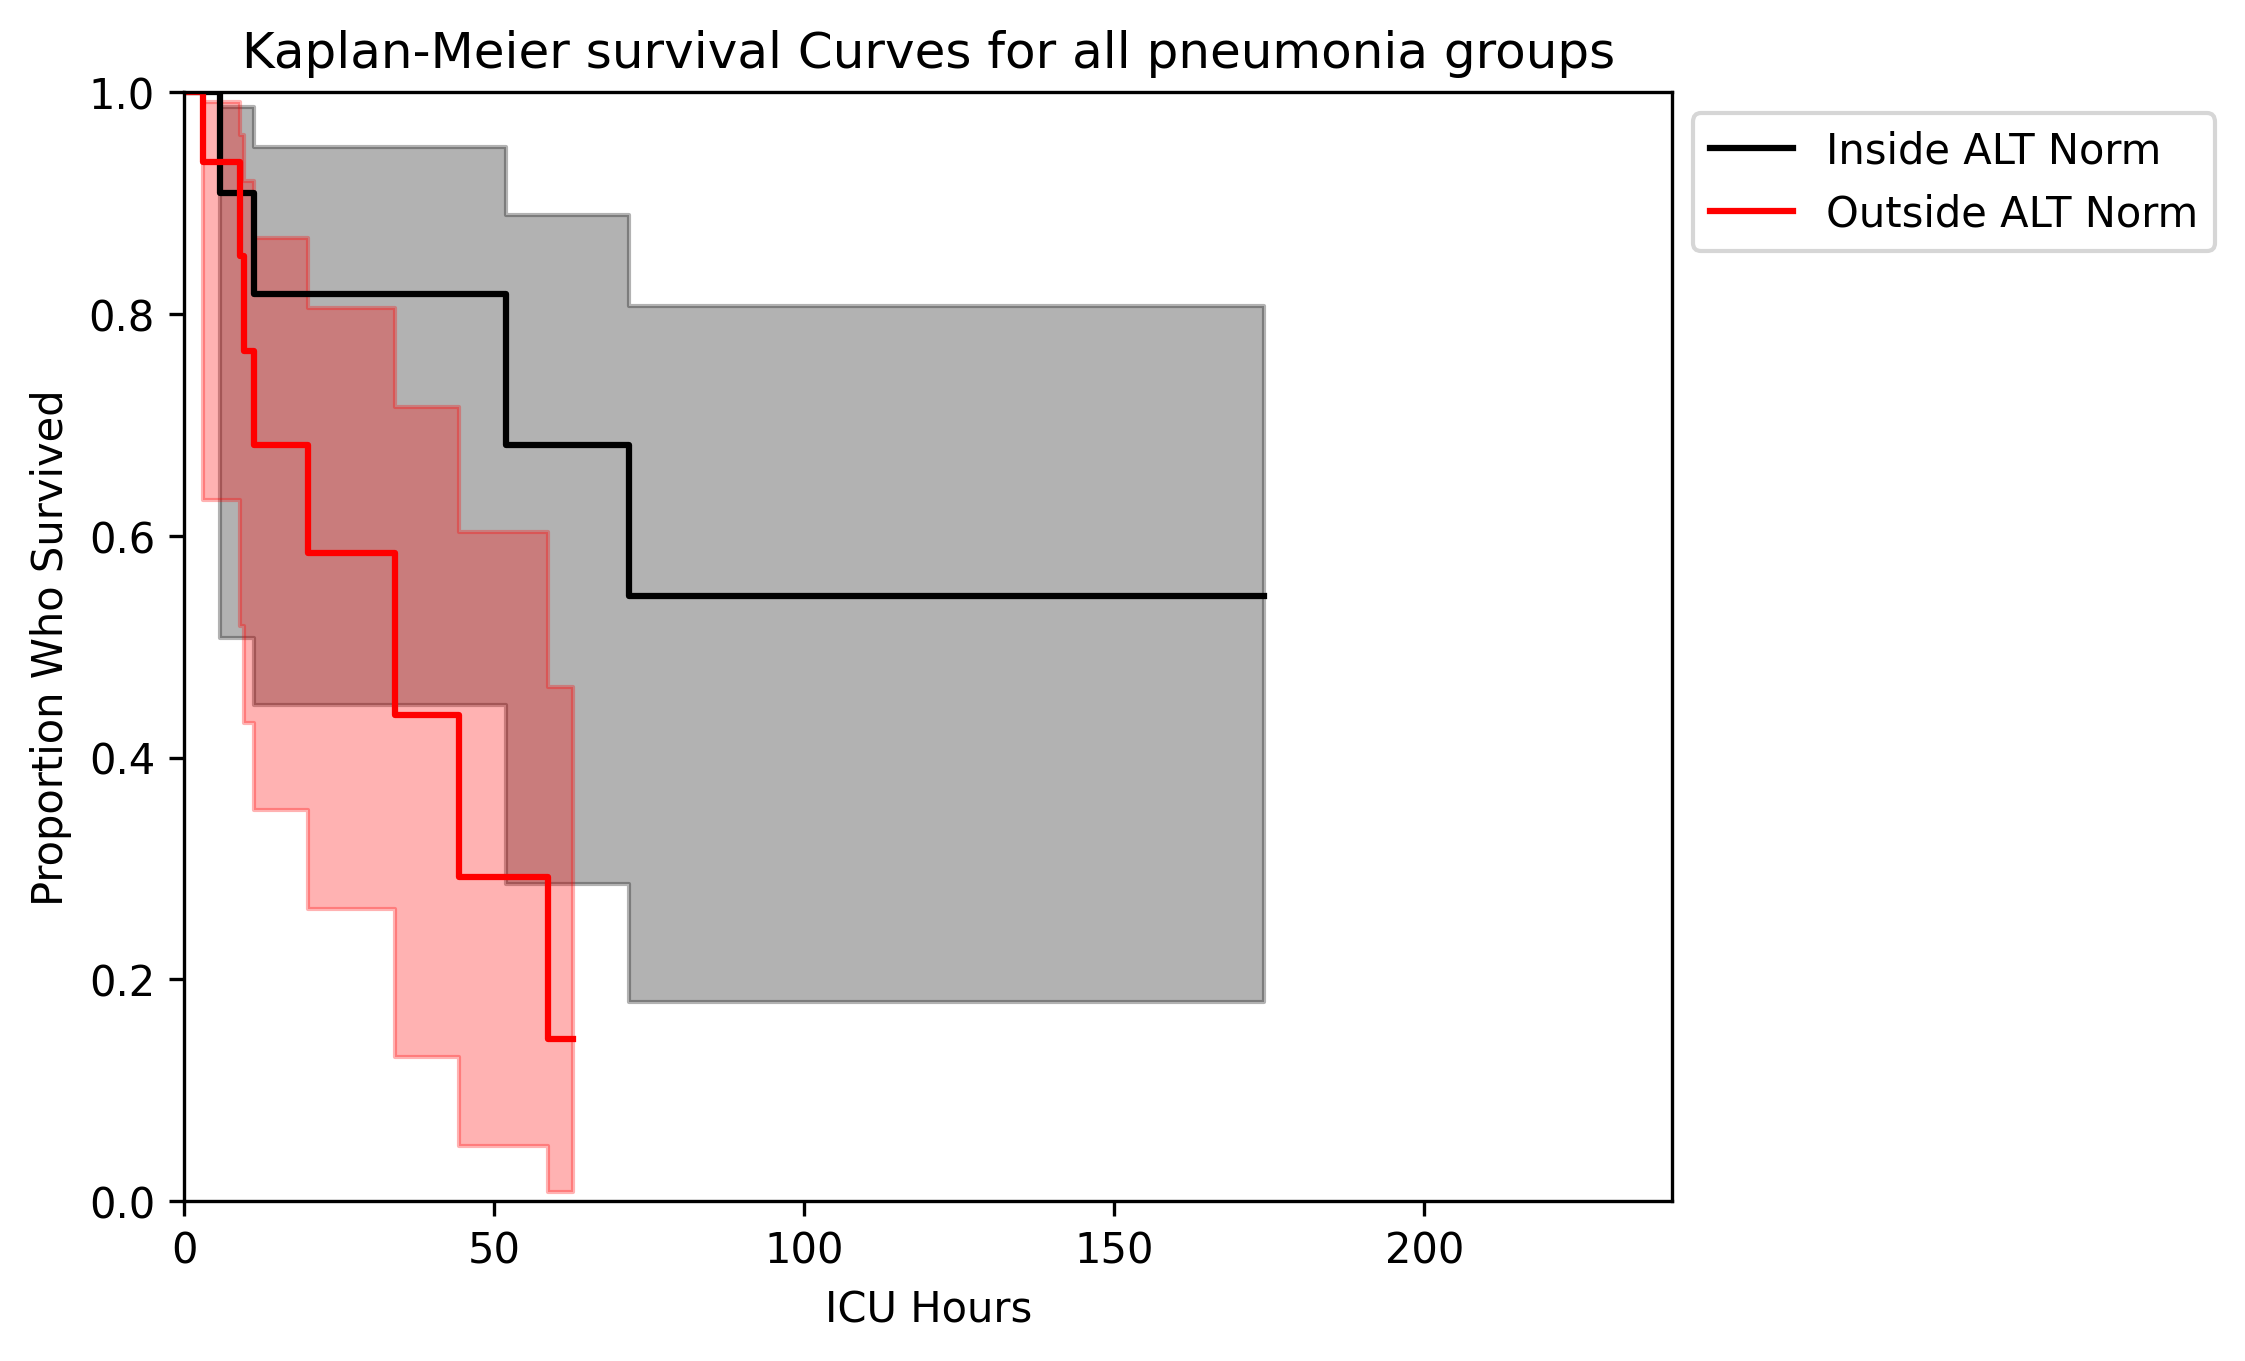 Kaplan-Meier survival Curves for all pneumonia groups
Inside ALT Norm
Outside ALT Norm
Proportion Who Survived
1.0
0.8
0.6
0.4
0.2
0.0
0 50 100 150 200
ICU Hours